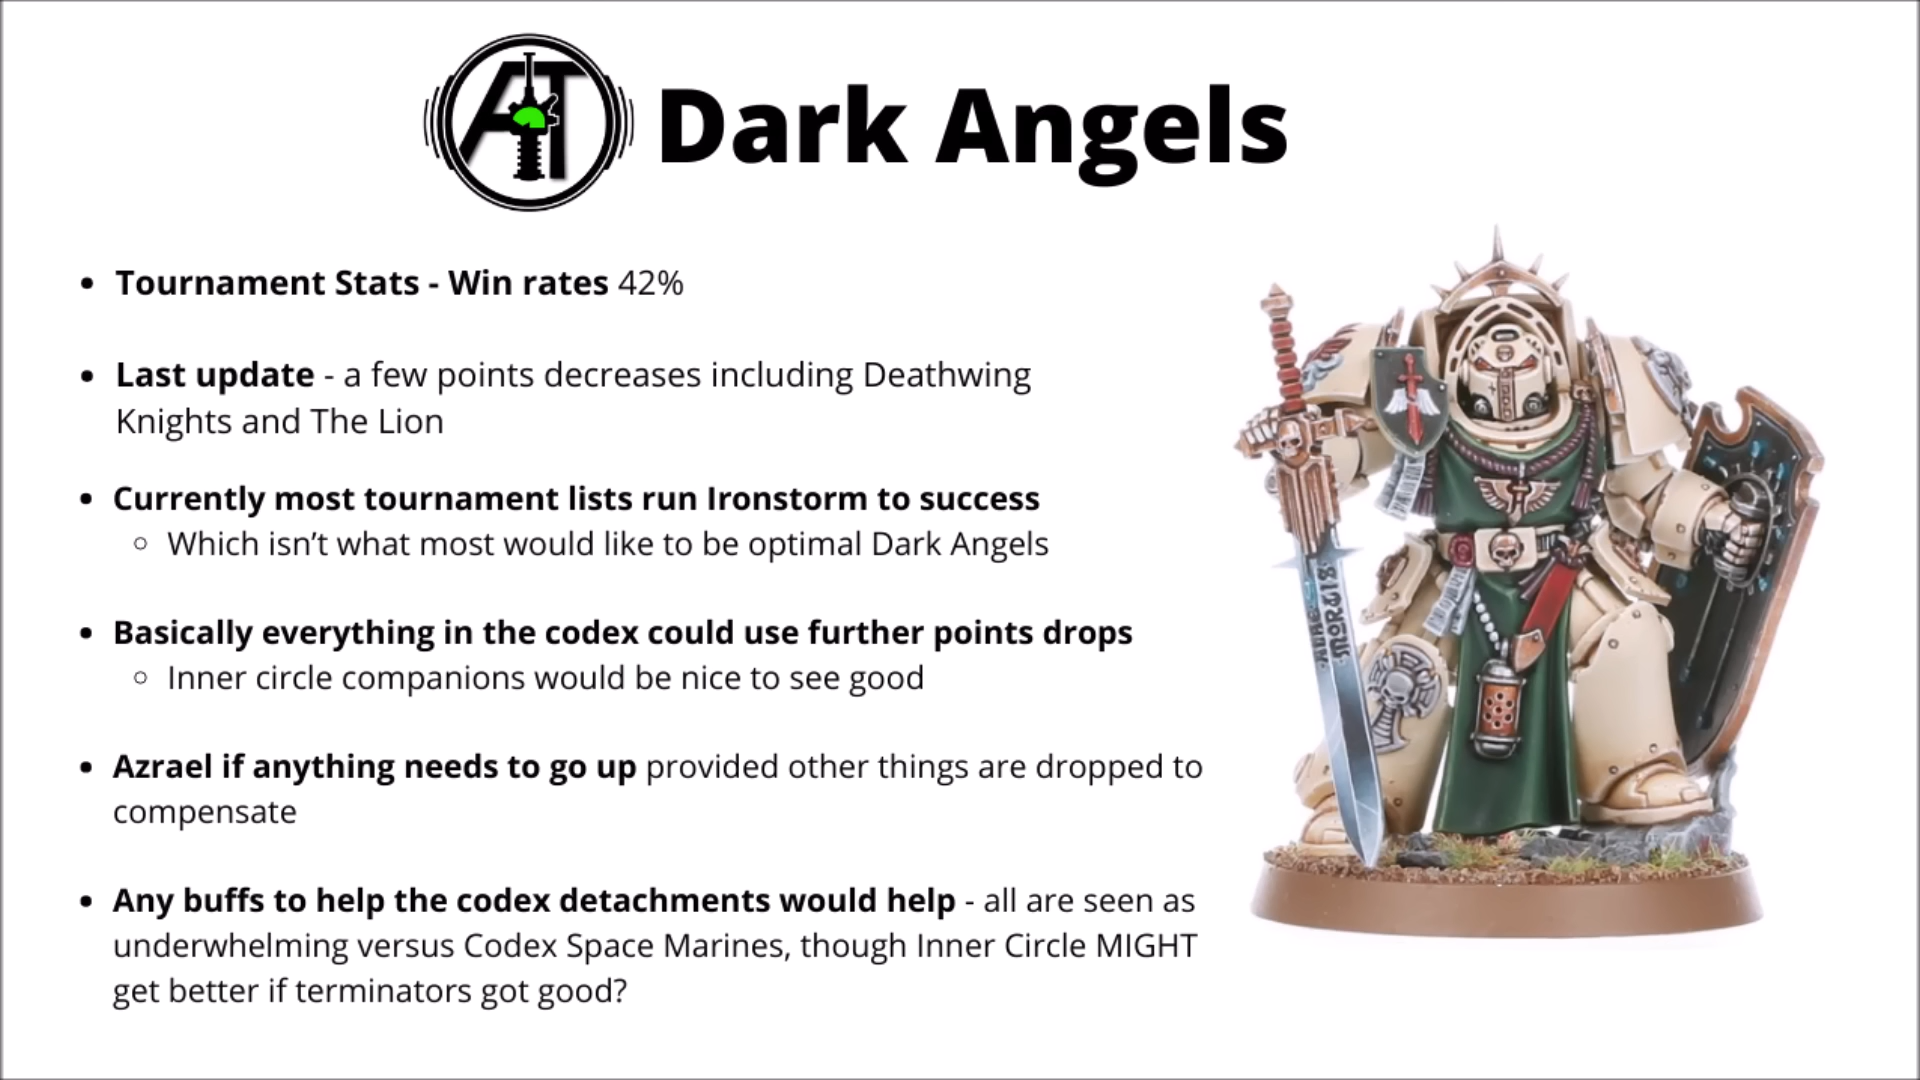 AT
Dark Angels
Tournament Stats - Win rates 42%
Last update - a few points decreases including Deathwing
Knights and The Lion
Currently most tournament lists run Ironstorm to success
Which isn’t what most would like to be optimal Dark Angels
Basically everything in the codex could use further points drops
Inner circle companions would be nice to see good
Azrael if anything needs to go up provided other things are dropped to
compensate
Any buffs to help the codex detachments would help - all are seen as
underwhelming versus Codex Space Marines, though Inner Circle MIGHT
get better if terminators got good?